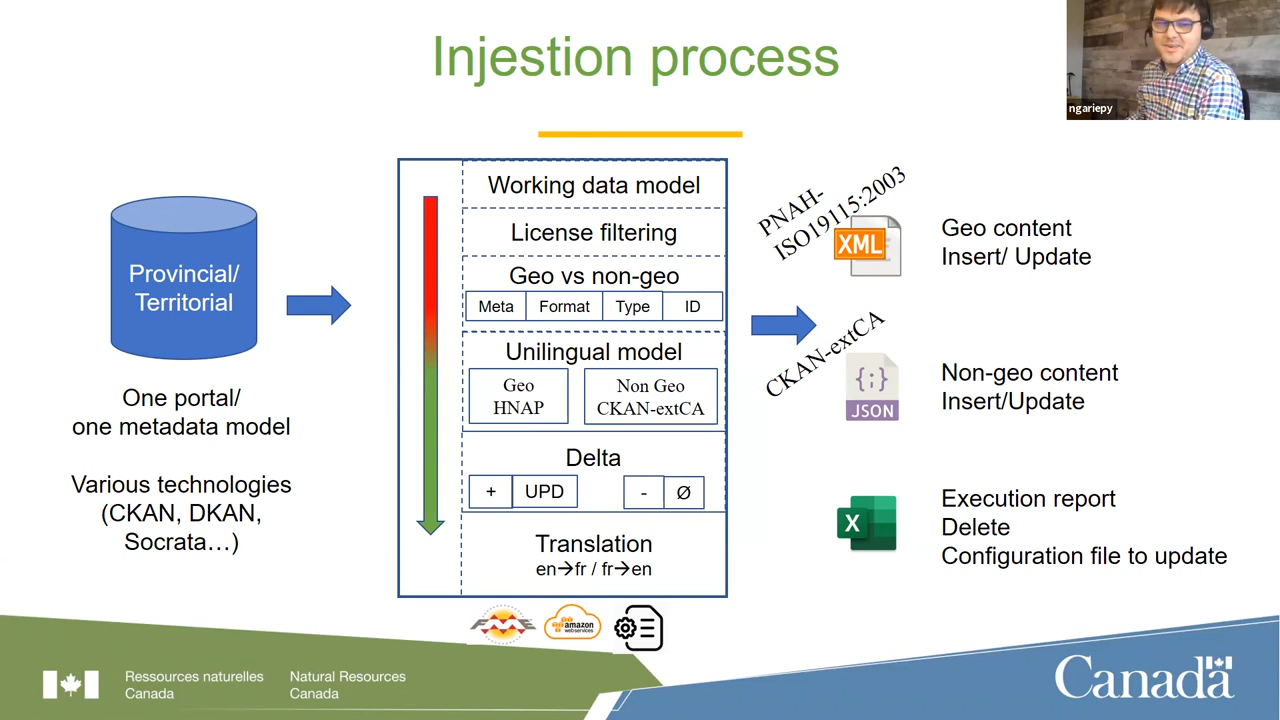 Injestion process
ngariepy
Provincial/
Territorial
One portal/
one metadata model
Various technologies
(CKAN, DKAN,
Socrata…)
Working data model
License filtering
Geo vs non-geo
Meta Format Type ID
Unilingual model
Geo
HNAP
Non Geo
CKAN-extCA
Delta
+ UPD - Ø
Translation
en→fr / fr→en
FME
amazon
webservices
PNAH-
ISO19115:2003
XML
Geo content
Insert/ Update
CKAN-extCA
{;}
JSON
Non-geo content
Insert/Update
X
Execution report
Delete
Configuration file to update
Ressources naturelles
Canada
Natural Resources
Canada
Canada